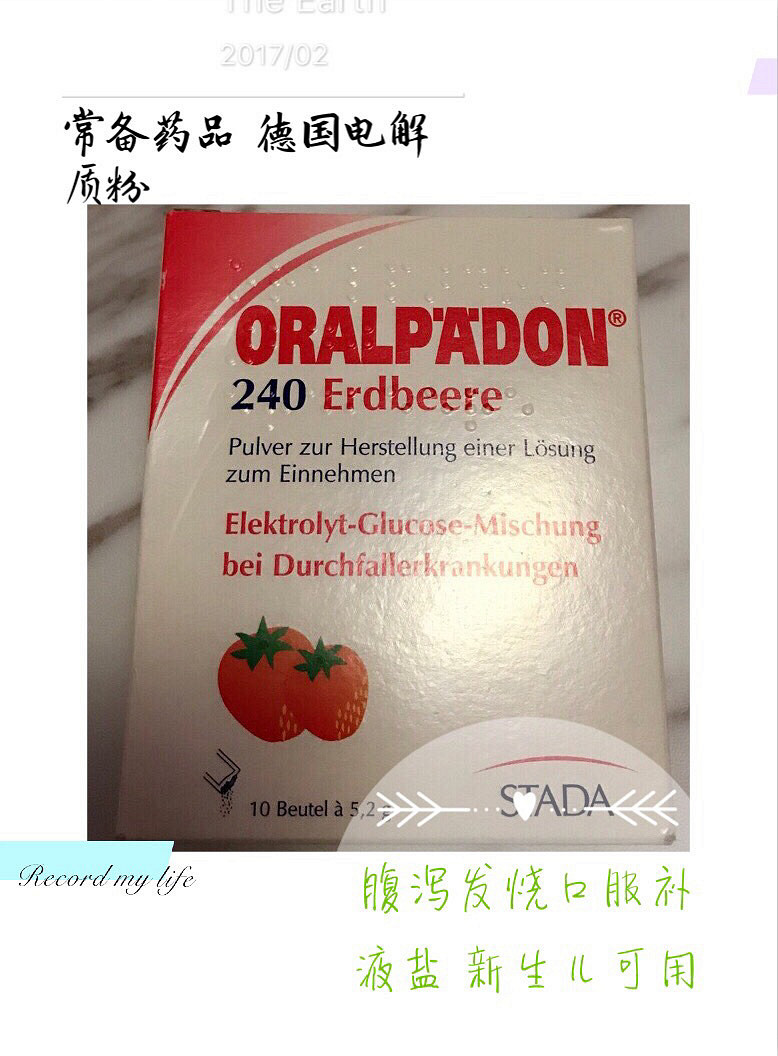 The Earth
2017/02
常备药品 德国电解
质粉
ORALPÄDON®
240 Erdbeere
Pulver zur Herstellung einer Lösung
zum Einnehmen
Elektrolyt-Glucose-Mischung
bei Durchfallerkrankungen
10 Beutel à 5,2 g
STADA
Record my life
腹泻发烧口服补
液盐 新生儿可用